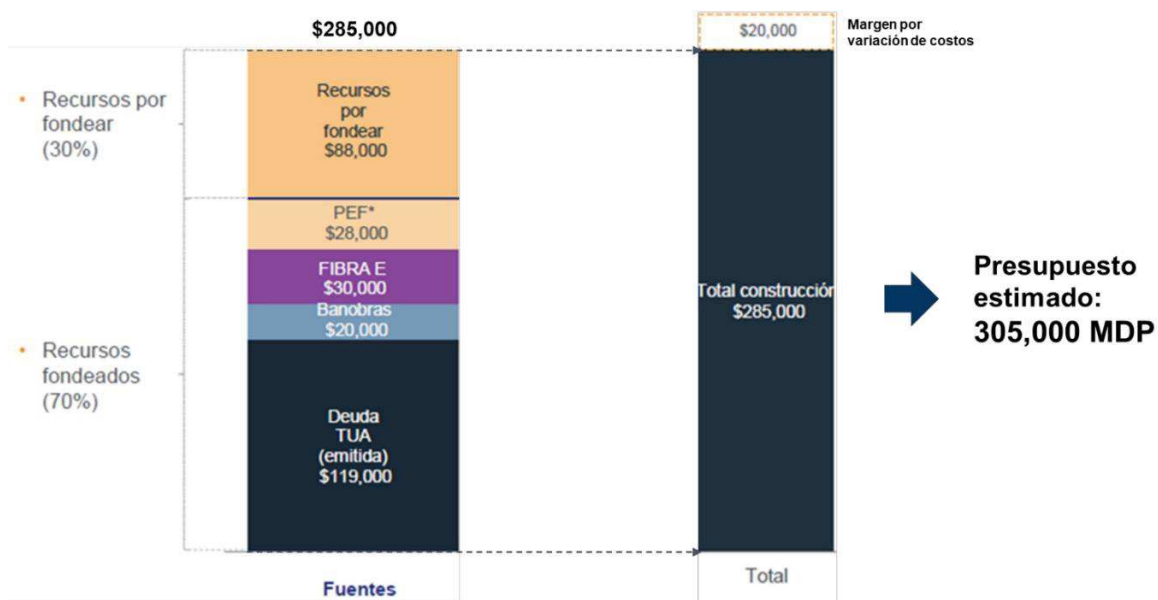 $285,000
• Recursos por
fondear
(30%)
• Recursos
fondeados
(70%)
Recursos
por
fondear
$88,000
PEF*
$28,000
FIBRA E
$30,000
Banobras
$20,000
Deuda
TUA
(emitida)
$119,000
Fuentes
$20,000
Margen por
variación de costos
Total construcción
$285,000
Total
Presupuesto
estimado:
305,000 MDP